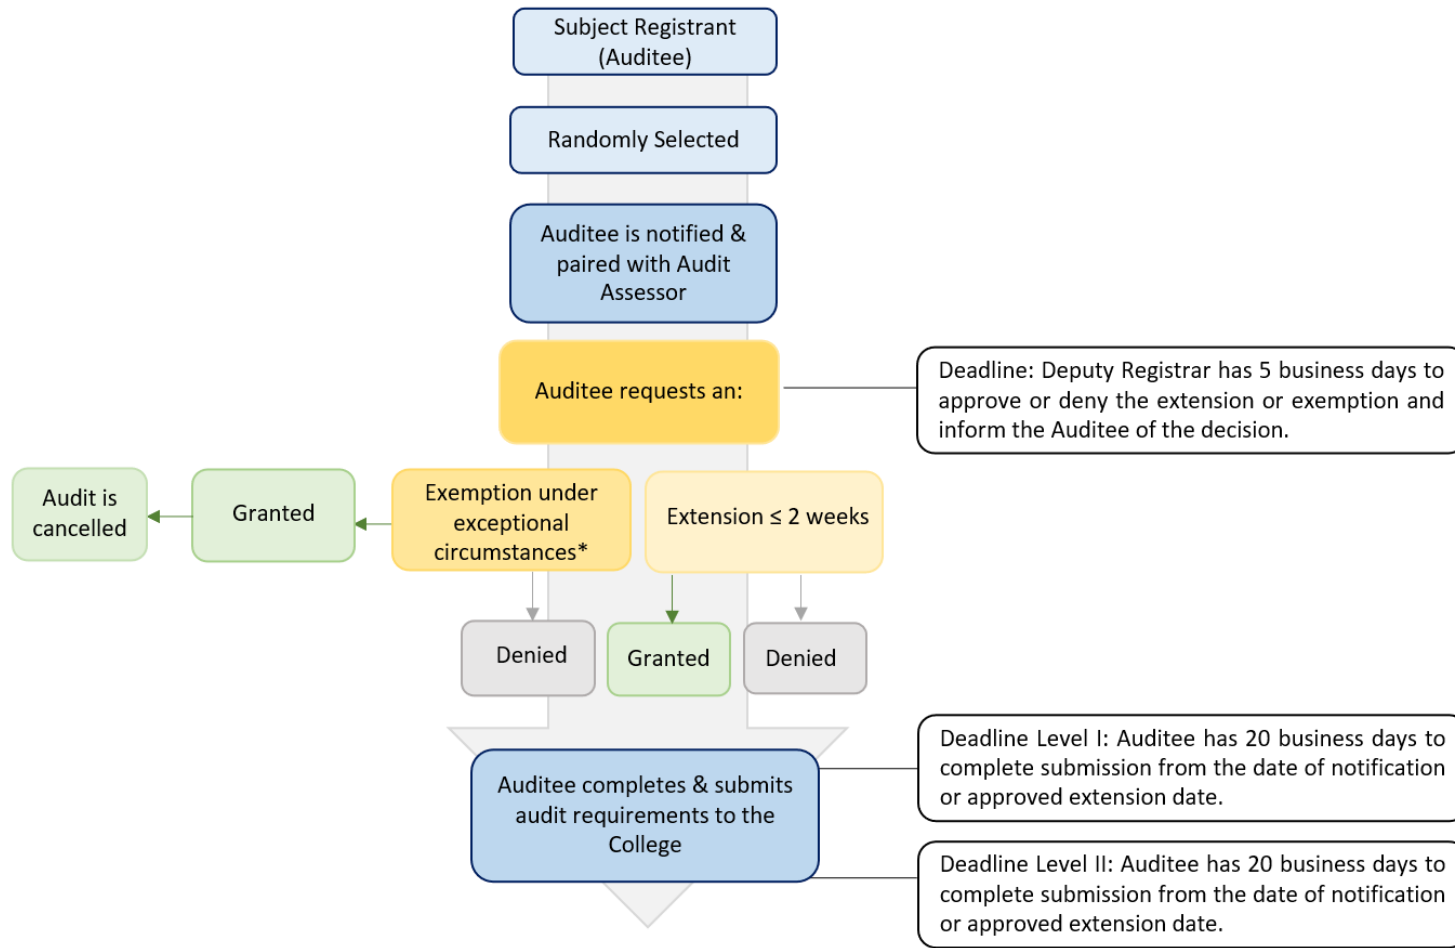 Subject Registrant
(Auditee)
Randomly Selected
Auditee is notified &
paired with Audit
Assessor
Auditee requests an:
Deadline: Deputy Registrar has 5 business days to
approve or deny the extension or exemption and
inform the Auditee of the decision.
Audit is
cancelled
Granted
Exemption under
exceptional
circumstances*
Extension ≤ 2 weeks
Denied
Granted
Denied
Auditee completes & submits
audit requirements to the
College
Deadline Level I: Auditee has 20 business days to
complete submission from the date of notification
or approved extension date.
Deadline Level II: Auditee has 20 business days to
complete submission from the date of notification
or approved extension date.